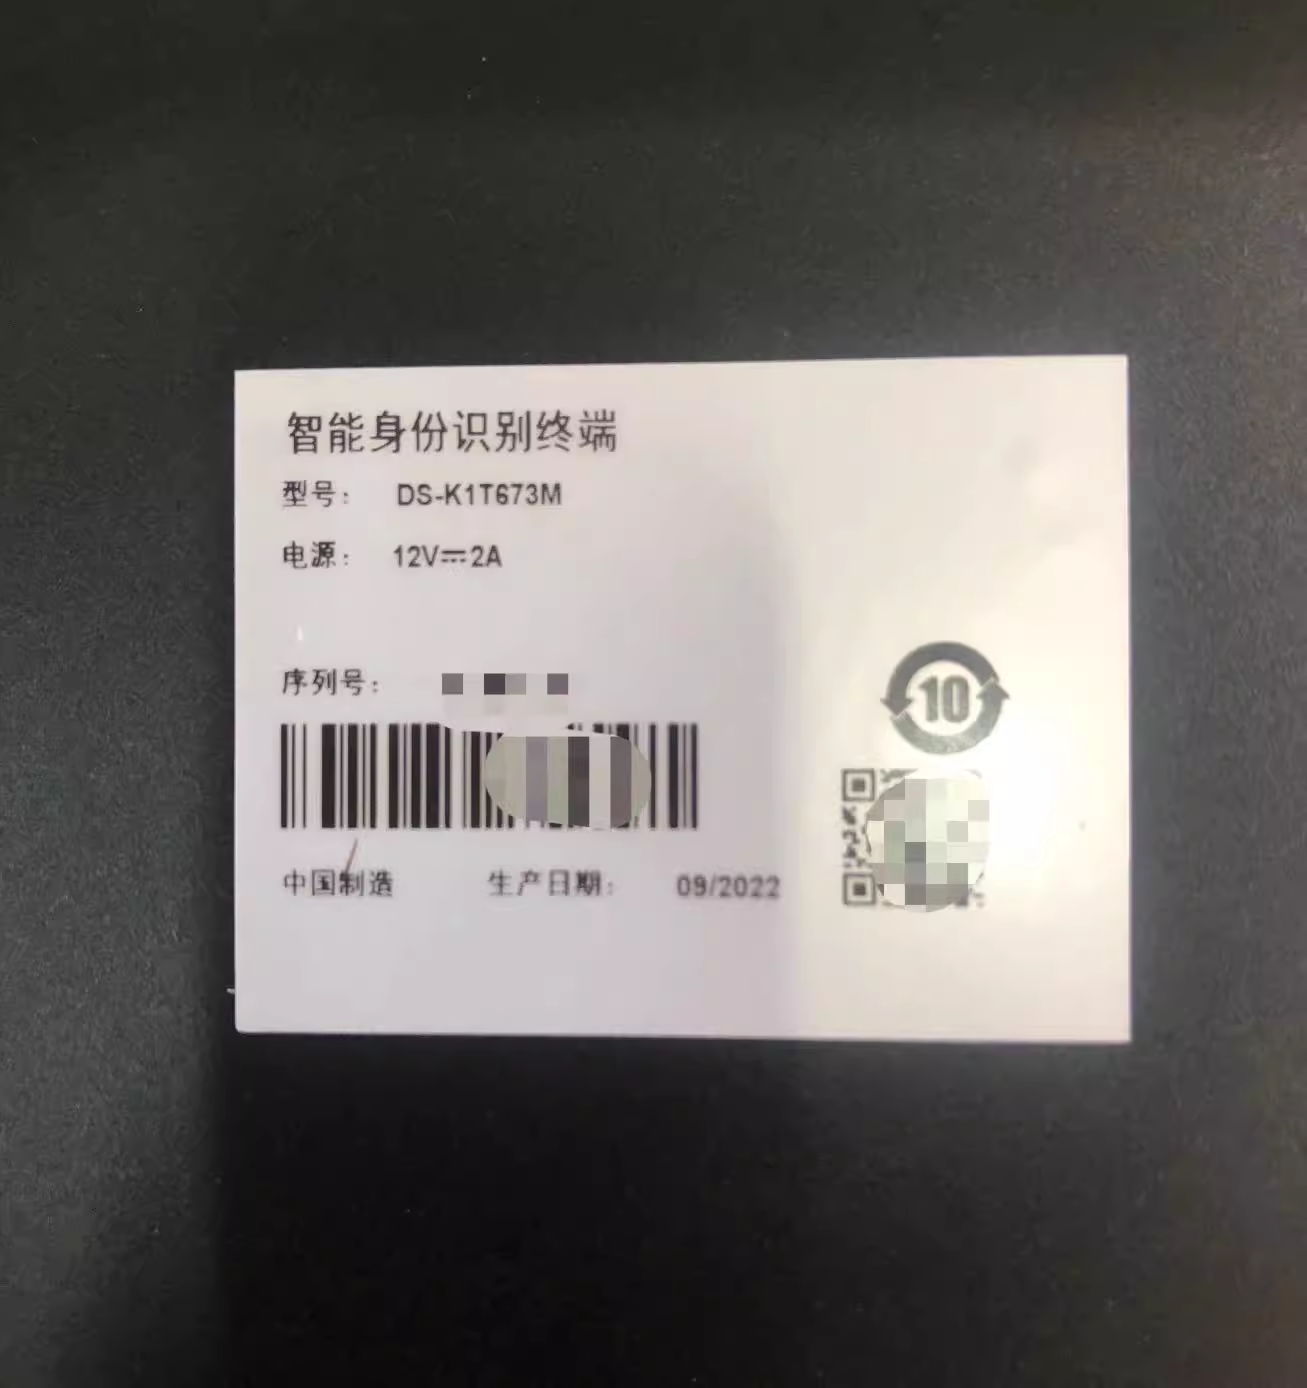 智能身份识别终端
型号： DS-K1T673M
电源： 12V⎓2A
序列号：
10
中国制造 生产日期： 09/2022